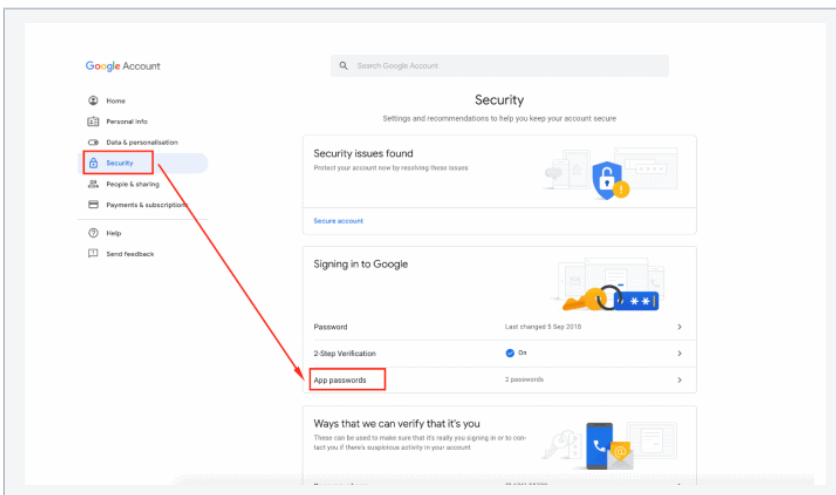 Google Account
Search Google Account
Home
Personal info
Data & personalisation
Security
People & sharing
Payments & subscriptions
Help
Send feedback
Security
Settings and recommendations to help you keep your account secure
Security issues found
Protect your account now by resolving these issues
Secure account
Signing in to Google
Password Last changed 5 Sep 2018
2-Step Verification On
App passwords 2 passwords
Ways that we can verify that it's you
These can be used to make sure that it's really you signing in or to con-
tact you if there's suspicious activity in your account